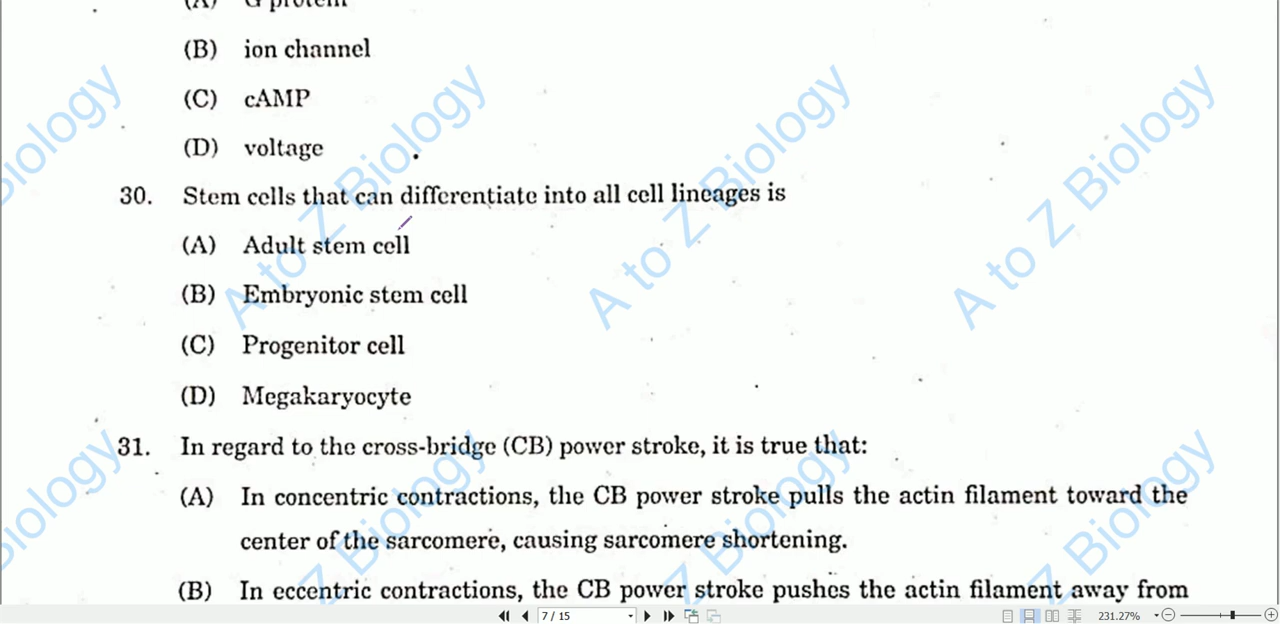 (A) G protein
(B) ion channel
(C) cAMP
(D) voltage
30. Stem cells that can differentiate into all cell lineages is
(A) Adult stem cell
(B) Embryonic stem cell
(C) Progenitor cell
(D) Megakaryocyte
31. In regard to the cross-bridge (CB) power stroke, it is true that:
(A) In concentric contractions, the CB power stroke pulls the actin filament toward the
center of the sarcomere, causing sarcomere shortening.
(B) In eccentric contractions, the CB power stroke pushes the actin filament away from
Biology
A to Z Biology
A to Z Biology
A to Z Biology
Biology
Z Biology
Z Biology
Z Biology
7 / 15
231.27%